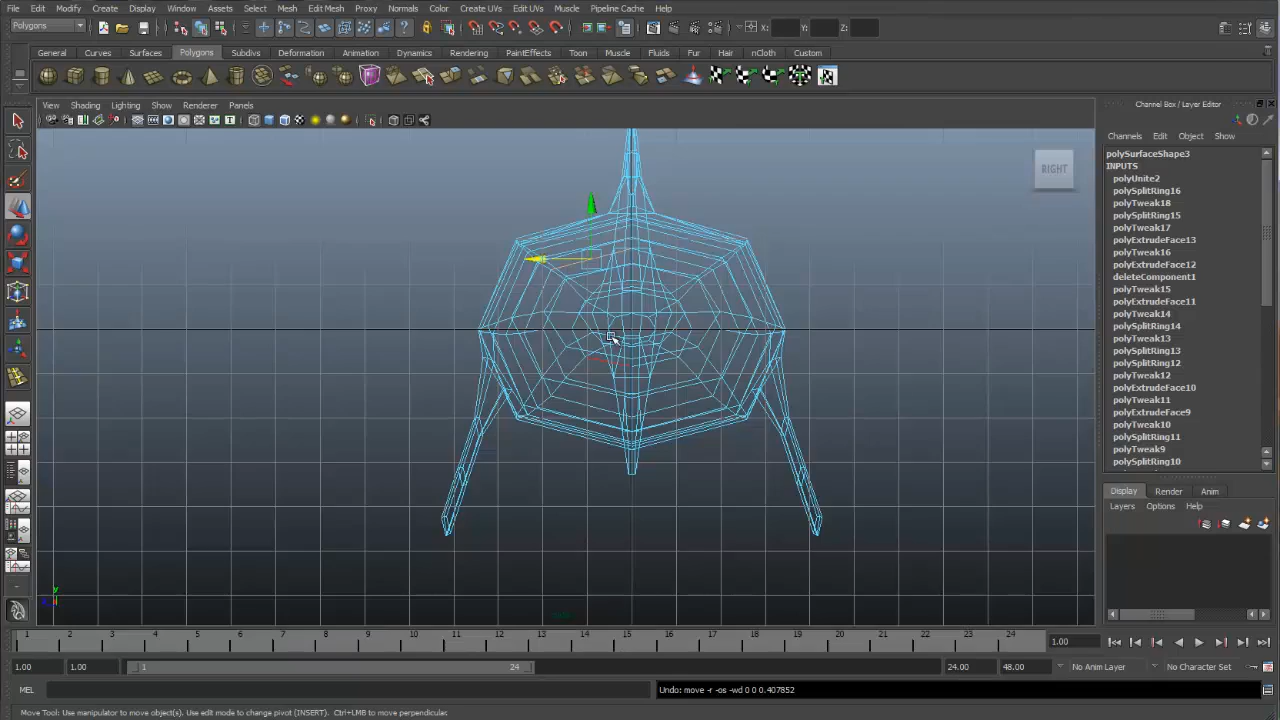 File Edit Modify Create Display Window Assets Select Mesh Edit Mesh Proxy Normals Color Create UVs Edit UVs Muscle Pipeline Cache Help
Polygons X: Y: Z:
General Curves Surfaces Polygons Subdivs Deformation Animation Dynamics Rendering PaintEffects Toon Muscle Fluids Fur Hair nCloth Custom
View Shading Lighting Show Renderer Panels
Channel Box / Layer Editor
Channels Edit Object Show
RIGHT
polySurfaceShape3
INPUTS
polyUnite2
polySplitRing16
polyTweak18
polySplitRing15
polyTweak17
polyExtrudeFace13
polyTweak16
polyExtrudeFace12
deleteComponent1
polyTweak15
polyExtrudeFace11
polyTweak14
polySplitRing14
polyTweak13
polySplitRing13
polySplitRing12
polyTweak12
polyExtrudeFace10
polyTweak11
polyExtrudeFace9
polyTweak10
polySplitRing11
polyTweak9
polySplitRing10
Display Render Anim
Layers Options Help
y
1 2 3 4 5 6 7 8 9 10 11 12 13 14 15 16 17 18 19 20 21 22 23 24 1.00
1.00 1.00 1 24 24.00 48.00 No Anim Layer No Character Set
MEL Undo: move -r -os -wd 0 0 0.407852
Move Tool: Use manipulator to move object(s). Use edit mode to change pivot (INSERT). Ctrl+LMB to move perpendicular.